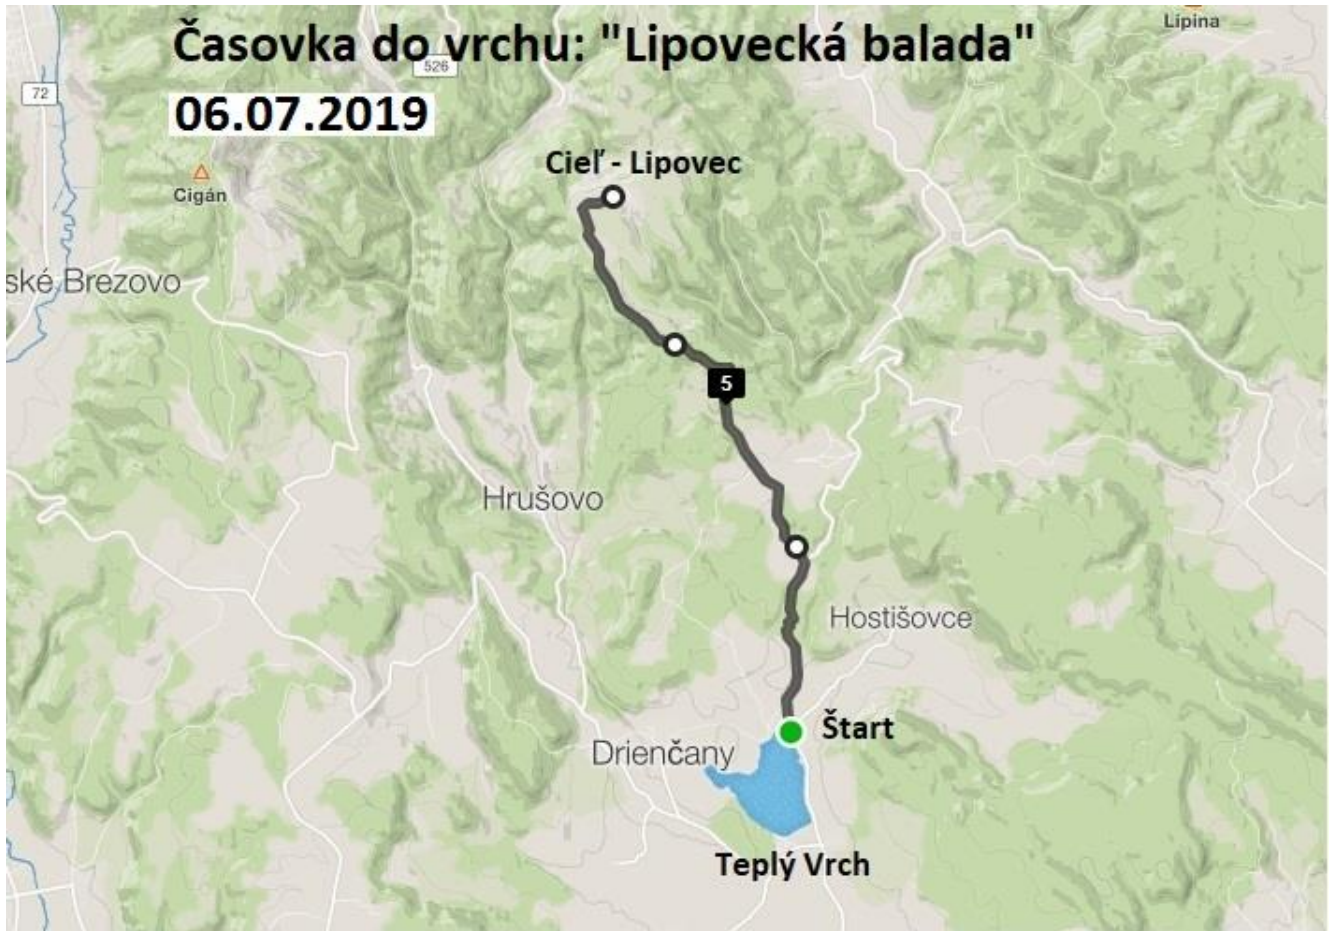 Časovka do vrchu: "Lipovecká balada"
06.07.2019
Lipina
526
72
Cieľ - Lipovec
Cigán
ské Brezovo
5
Hrušovo
Hostišovce
Štart
Drienčany
Teplý Vrch